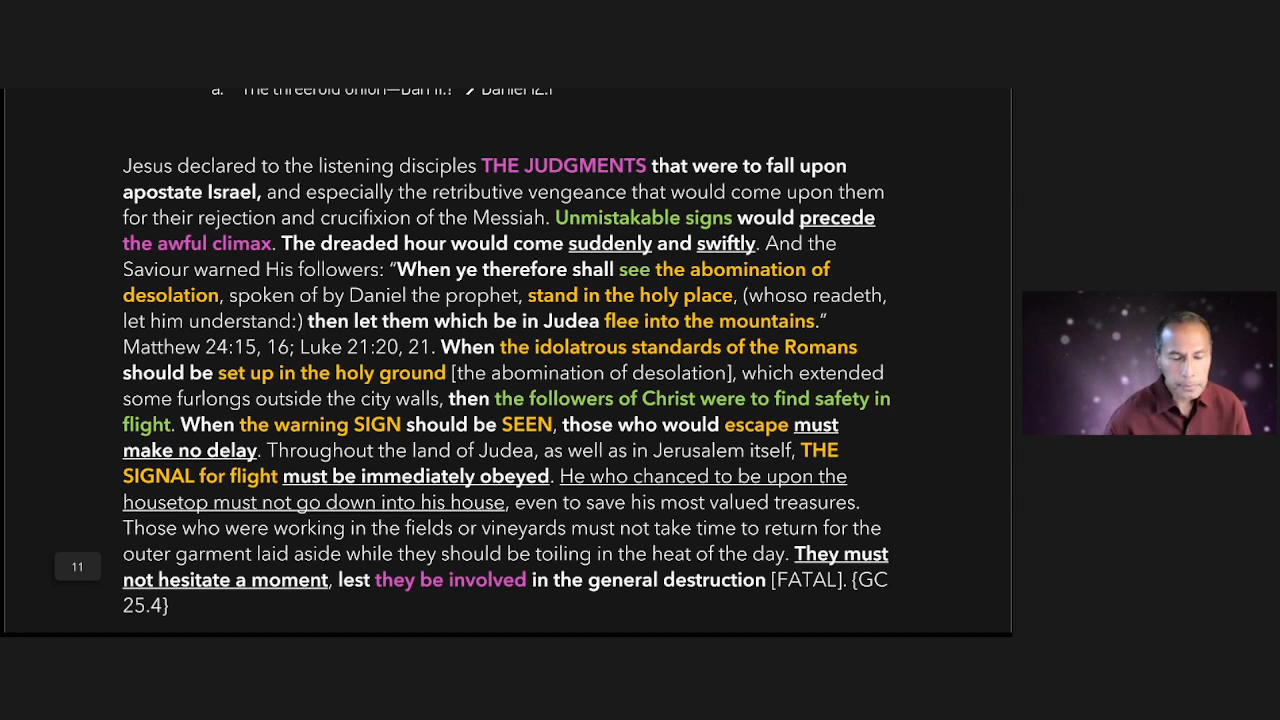 a. The threefold union—Dan 11:? → Daniel 12:1
Jesus declared to the listening disciples THE JUDGMENTS that were to fall upon
apostate Israel, and especially the retributive vengeance that would come upon them
for their rejection and crucifixion of the Messiah. Unmistakable signs would precede
the awful climax. The dreaded hour would come suddenly and swiftly. And the
Saviour warned His followers: “When ye therefore shall see the abomination of
desolation, spoken of by Daniel the prophet, stand in the holy place, (whoso readeth,
let him understand:) then let them which be in Judea flee into the mountains.”
Matthew 24:15, 16; Luke 21:20, 21. When the idolatrous standards of the Romans
should be set up in the holy ground [the abomination of desolation], which extended
some furlongs outside the city walls, then the followers of Christ were to find safety in
flight. When the warning SIGN should be SEEN, those who would escape must
make no delay. Throughout the land of Judea, as well as in Jerusalem itself, THE
SIGNAL for flight must be immediately obeyed. He who chanced to be upon the
housetop must not go down into his house, even to save his most valued treasures.
Those who were working in the fields or vineyards must not take time to return for the
outer garment laid aside while they should be toiling in the heat of the day. They must
not hesitate a moment, lest they be involved in the general destruction [FATAL]. {GC
25.4}
11